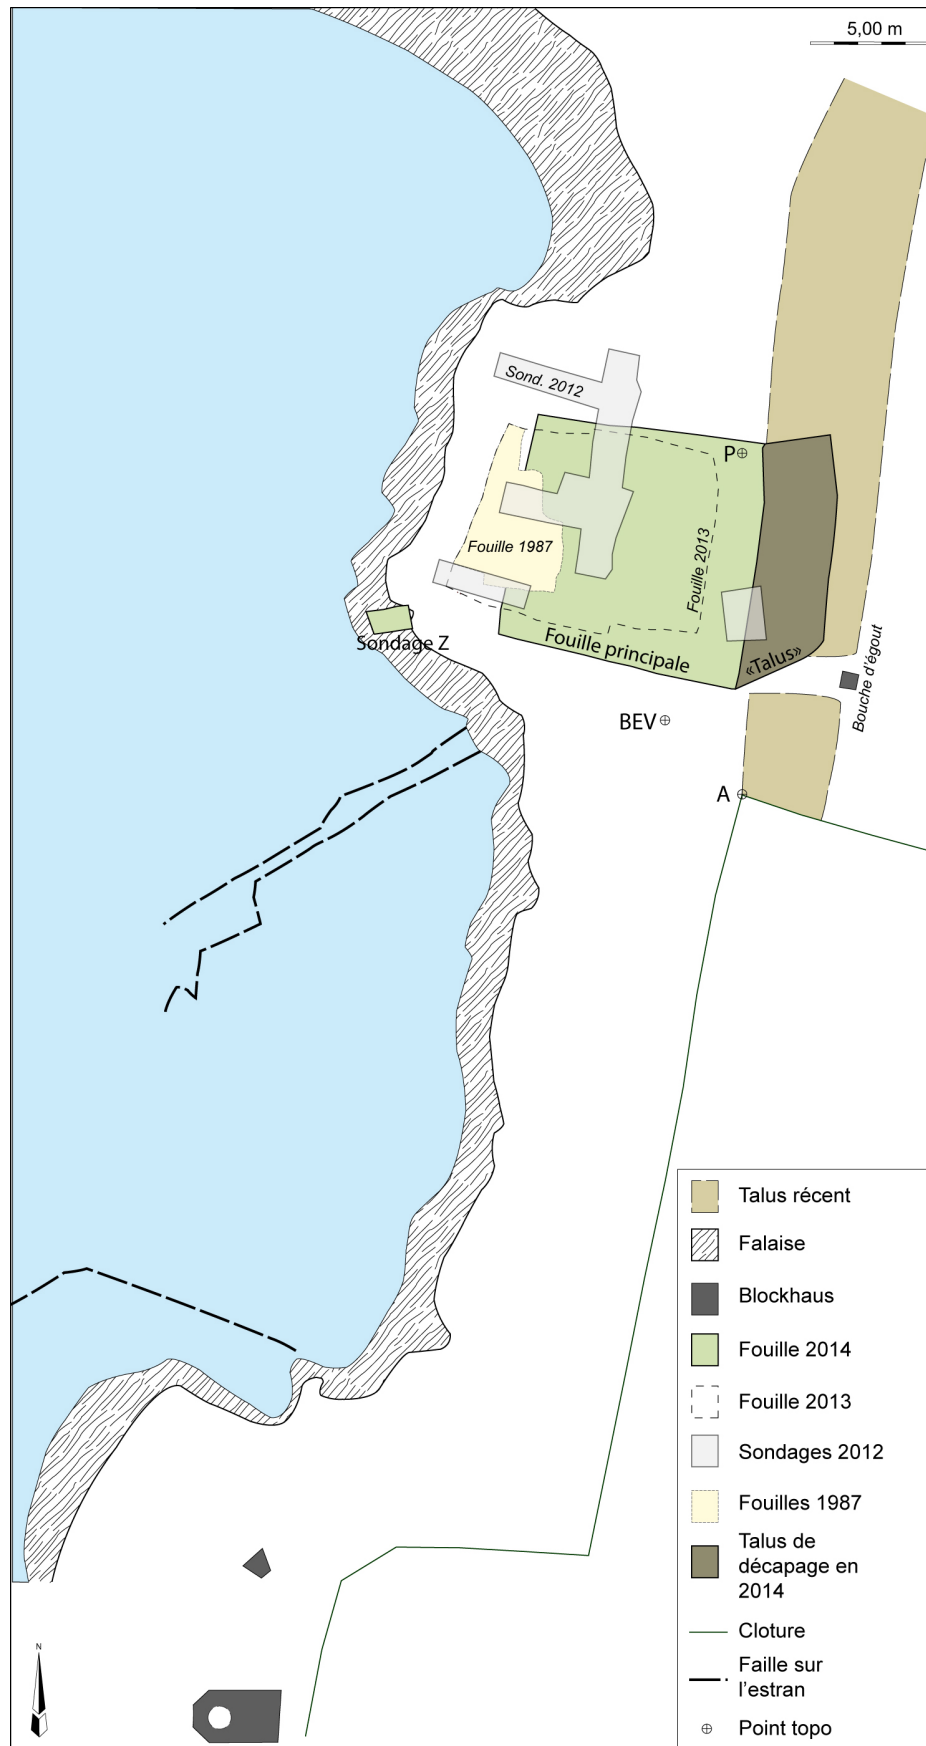 5,00 m
Sond. 2012
P
Fouille 1987
Fouille 2013
Sondage Z
Fouille principale
«Talus»
Bouche d'égout
BEV
A
Talus récent
Falaise
Blockhaus
Fouille 2014
Fouille 2013
Sondages 2012
Fouilles 1987
Talus de
décapage en
2014
Cloture
Faille sur
l'estran
Point topo
N